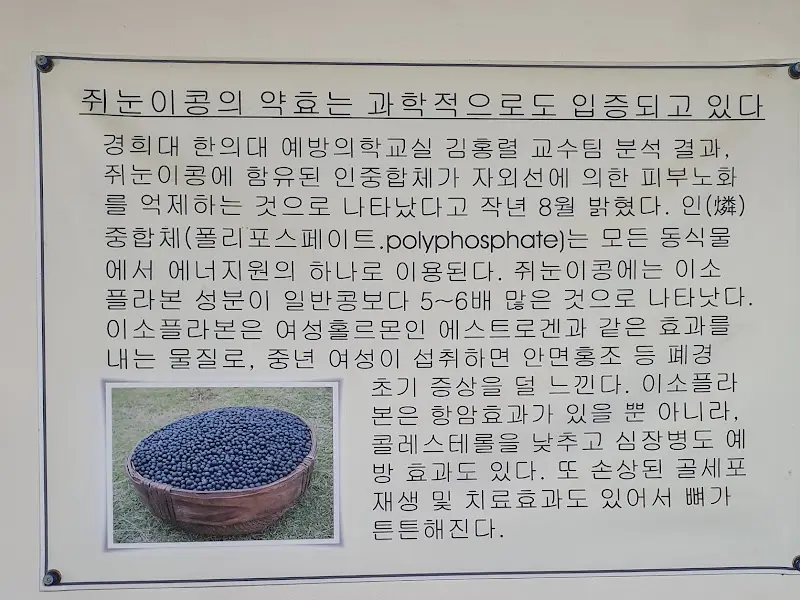 쥐눈이콩의 약효는 과학적으로도 입증되고 있다
경희대 한의대 예방의학교실 김홍렬 교수팀 분석 결과,
쥐눈이콩에 함유된 인중합체가 자외선에 의한 피부노화
를 억제하는 것으로 나타났다고 작년 8월 밝혔다. 인(燐)
중합체(폴리포스페이트.polyphosphate)는 모든 동식물
에서 에너지원의 하나로 이용된다. 쥐눈이콩에는 이소
플라본 성분이 일반콩보다 5~6배 많은 것으로 나타낫다.
이소플라본은 여성홀르몬인 에스트로겐과 같은 효과를
내는 물질로, 중년 여성이 섭취하면 안면홍조 등 폐경
초기 증상을 덜 느낀다. 이소플라
본은 항암효과가 있을 뿐 아니라,
콜레스테롤을 낮추고 심장병도 예
방 효과도 있다. 또 손상된 골세포
재생 및 치료효과도 있어서 뼈가
튼튼해진다.